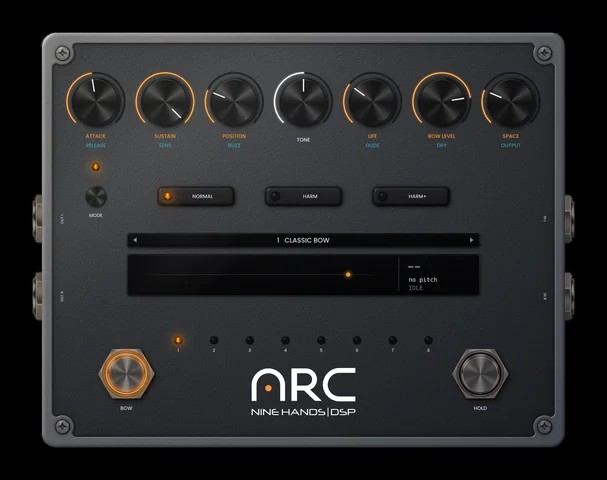 ATTACK SUSTAIN POSITION TONE LIFE BOW LEVEL SPACE
RELEASE SENS BUZZ GLIDE DRY OUTPUT
MODE
NORMAL HARM HARM+
1 CLASSIC BOW
--
no pitch
IDLE
1 2 3 4 5 6 7 8
BOW
HOLD
ARC
NINE HANDS|DSP